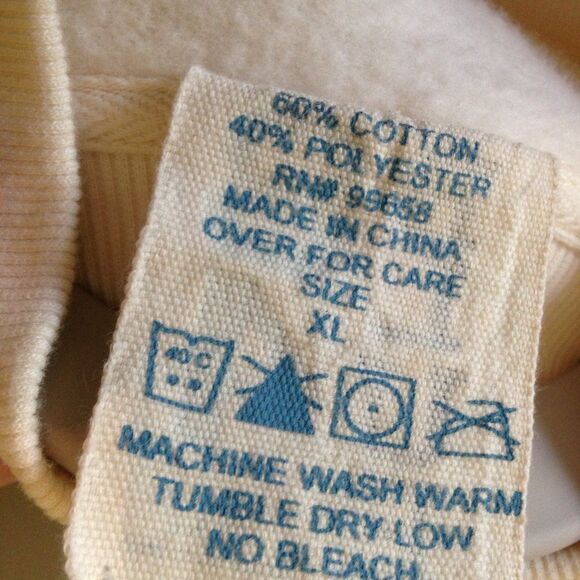 60% COTTON
40% POLYESTER
RN# 99658
MADE IN CHINA
OVER FOR CARE
SIZE
XL
40 C
MACHINE WASH WARM
TUMBLE DRY LOW
NO BLEACH